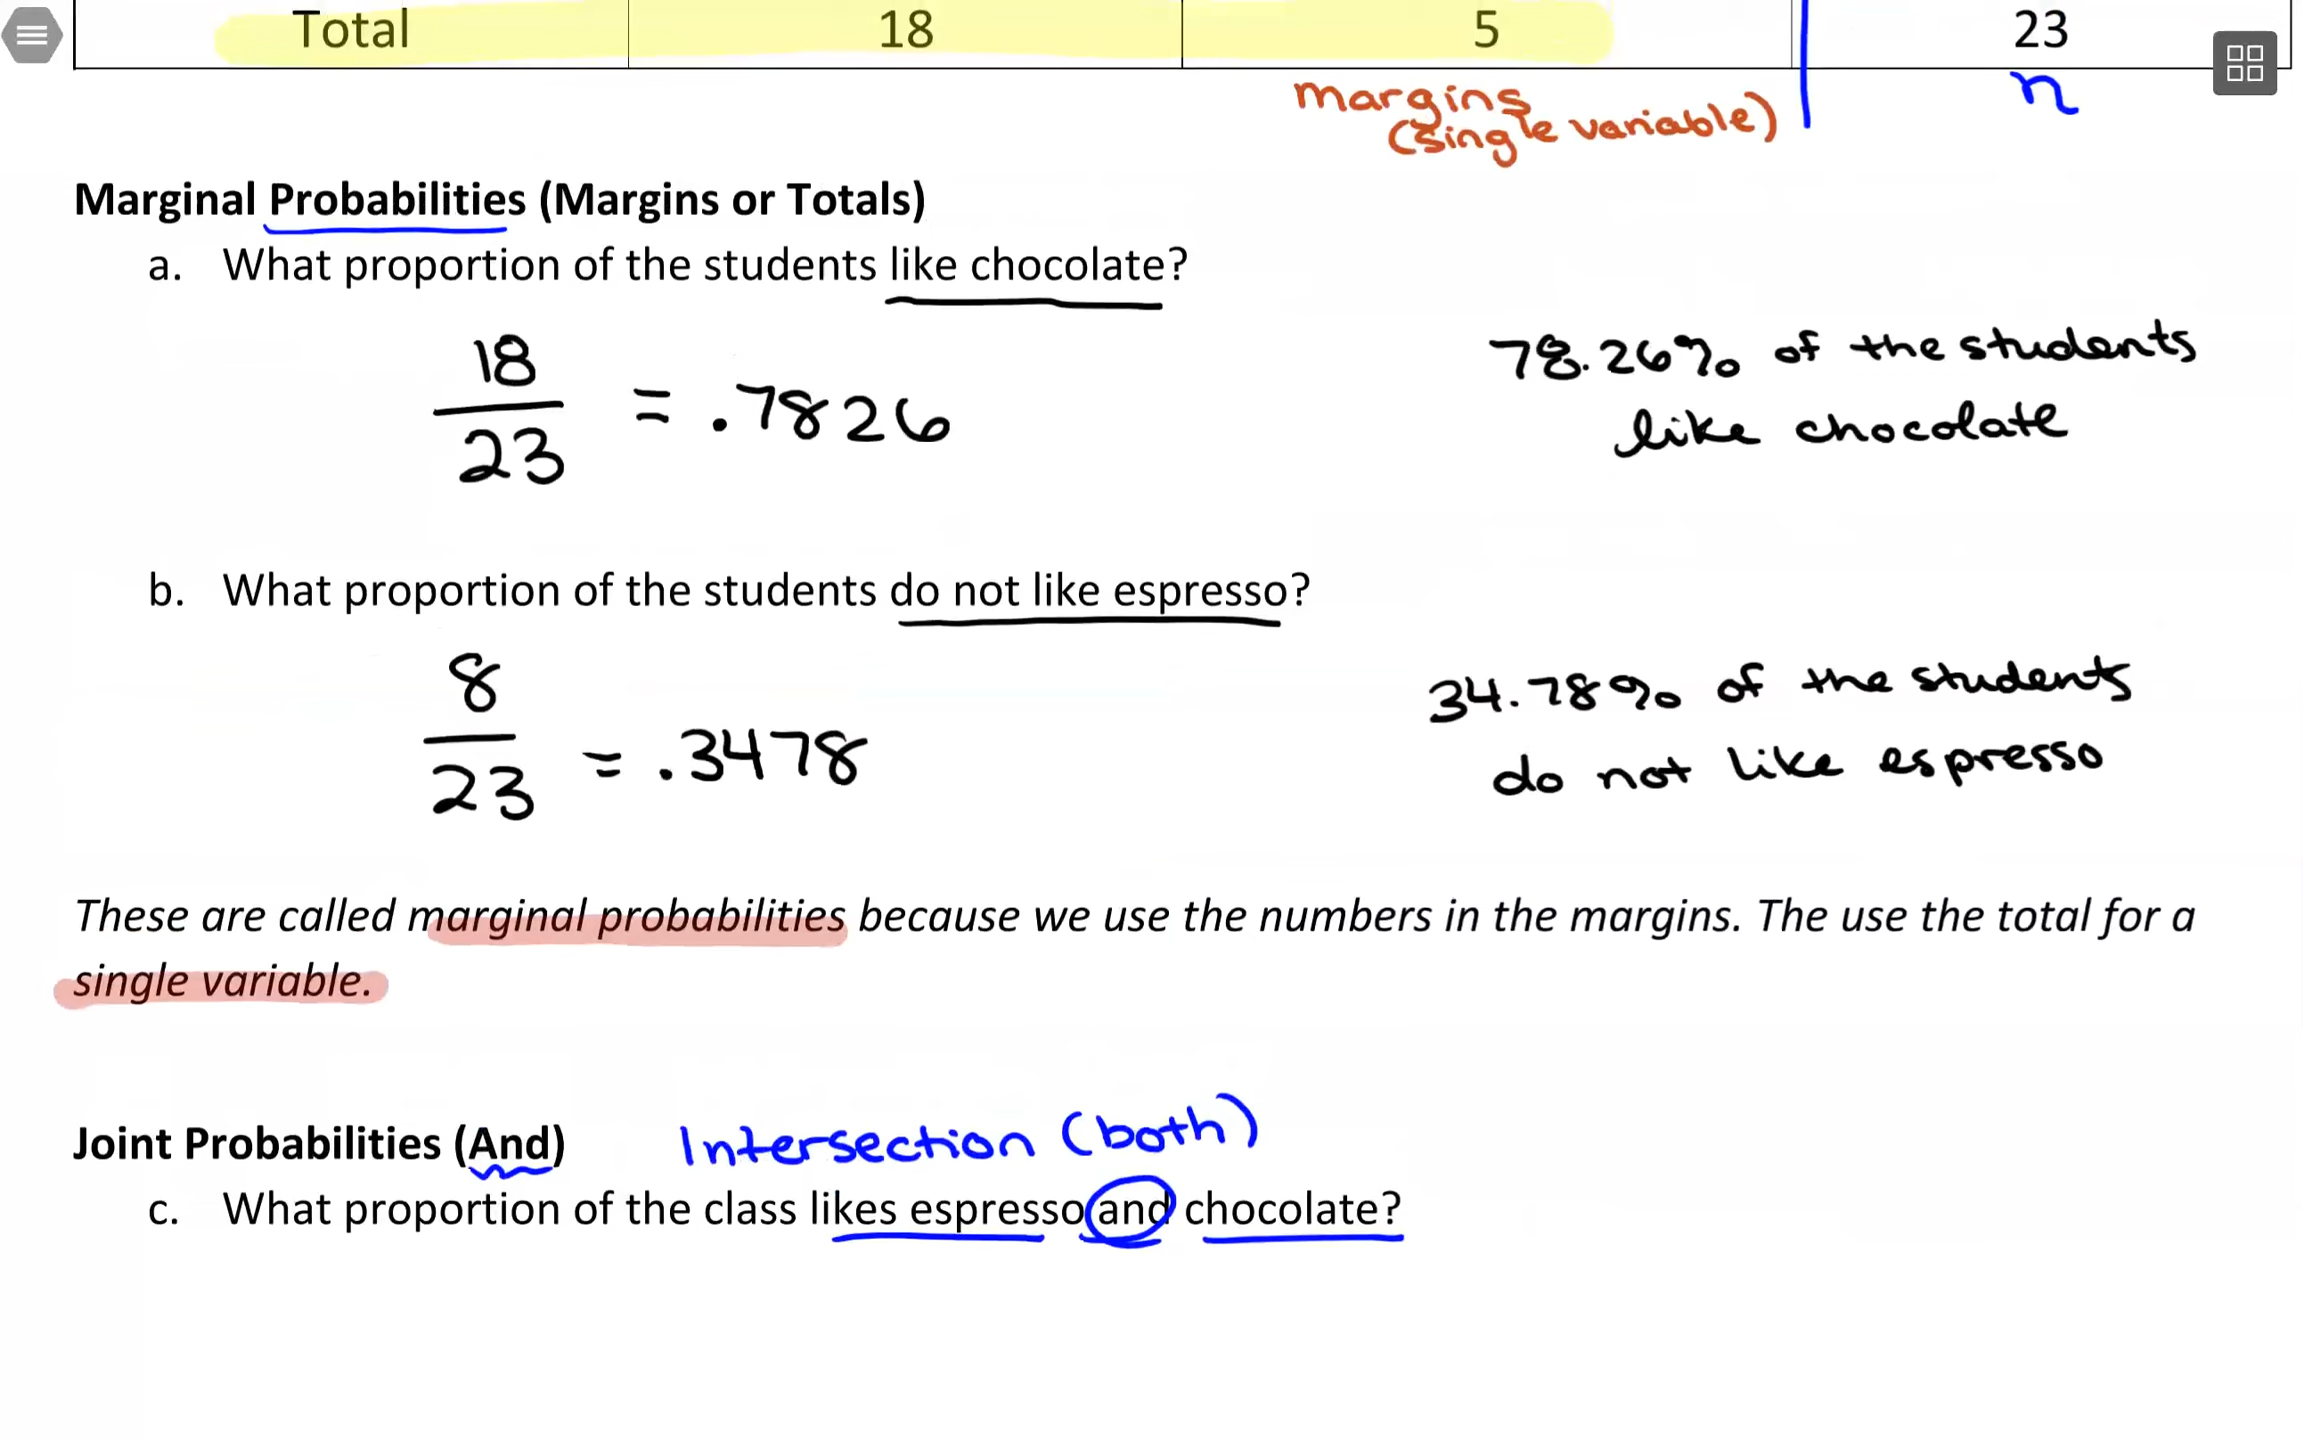 Total 18 5 23
margins n
(single variable)
Marginal Probabilities (Margins or Totals)
a. What proportion of the students like chocolate?
18
23
= .7826
78.26% of the students
like chocolate
b. What proportion of the students do not like espresso?
8
23
= .3478
34.78% of the students
do not like espresso
These are called marginal probabilities because we use the numbers in the margins. The use the total for a
single variable.
Joint Probabilities (And) Intersection (both)
c. What proportion of the class likes espresso and chocolate?